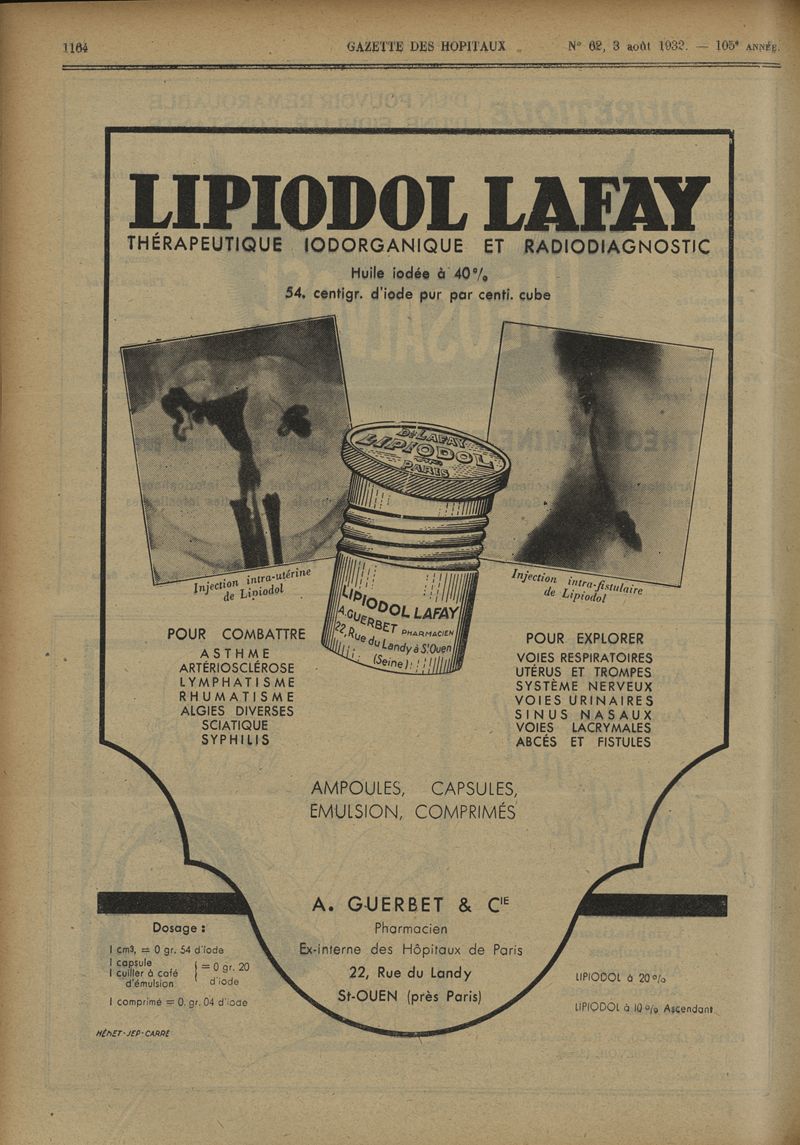 1164 GAZETTE DES HOPITAUX N° 62, 3 août 1932. — 105ᵉ ANNÉE.
LIPIODOL LAFAY
THÉRAPEUTIQUE IODORGANIQUE ET RADIODIAGNOSTIC
Huile iodée à 40%
54. centigr. d'iode pur par centi. cube
Dr LAFAY
LIPIODOL
PARIS
Injection intra-utérine
de Lipiodol
Injection intra-fistulaire
de Lipiodol
LIPIODOL LAFAY
A. GUERBET PHARMACIEN
22, Rue du Landy à St Ouen
(Seine)
POUR COMBATTRE
ASTHME
ARTÉRIOSCLÉROSE
LYMPHATISME
RHUMATISME
ALGIES DIVERSES
SCIATIQUE
SYPHILIS
POUR EXPLORER
VOIES RESPIRATOIRES
UTÉRUS ET TROMPES
SYSTÈME NERVEUX
VOIES URINAIRES
SINUS NASAUX
VOIES LACRYMALES
ABCÉS ET FISTULES
AMPOULES, CAPSULES,
EMULSION, COMPRIMÉS
A. GUERBET & CIE
Pharmacien
Ex-interne des Hôpitaux de Paris
22, Rue du Landy
St-OUEN (près Paris)
Dosage :
1 cm3, = 0 gr. 54 d'iode
1 capsule
1 cuiller à café
d'émulsion
= 0 gr. 20
d'iode
1 comprimé = 0. gr. 04 d'iode
LIPIODOL à 20%
LIPIODOL à 10% Ascendant
HÉMET-JEP-CARRÉ